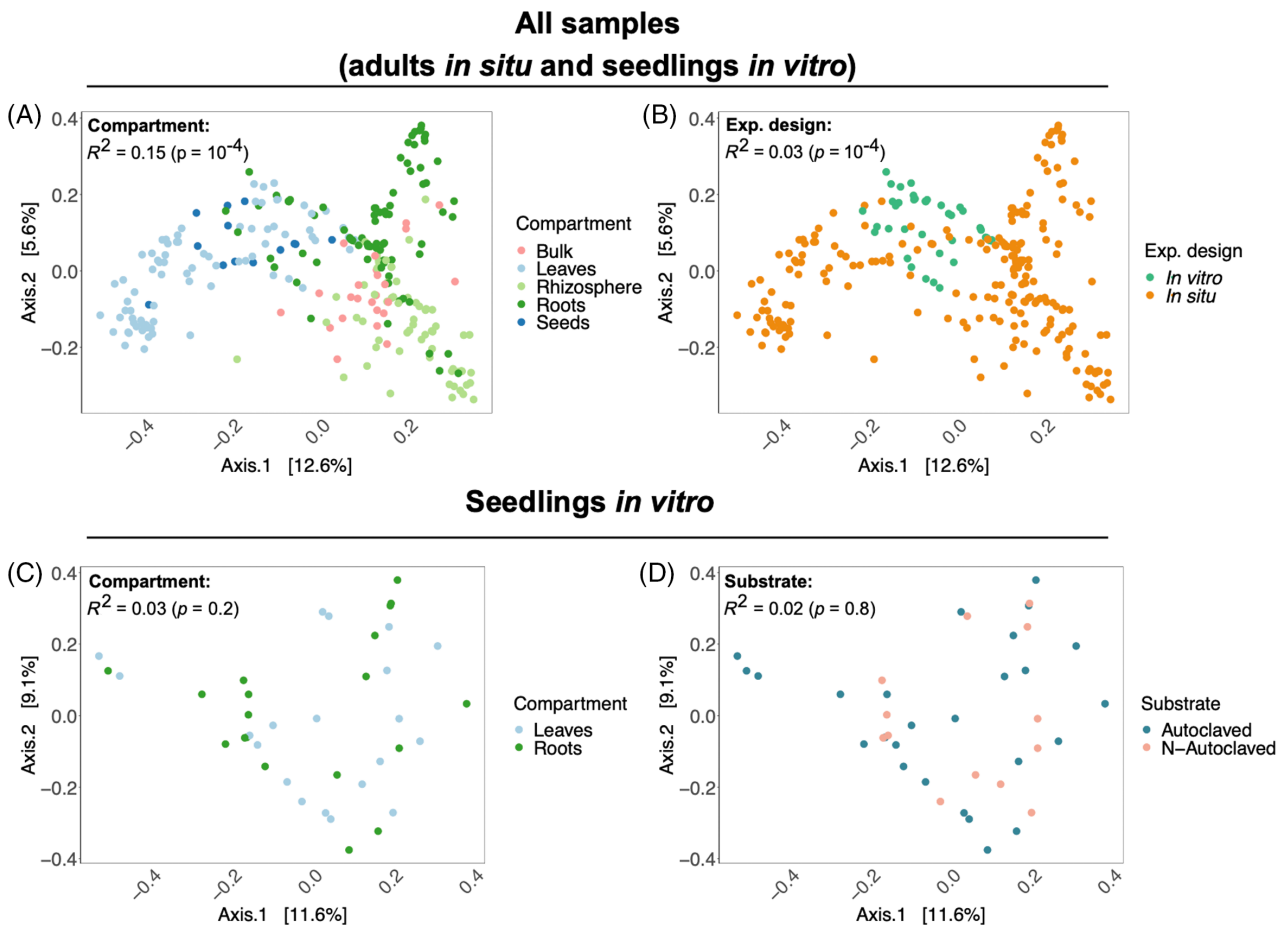 All samples
(adults in situ and seedlings in vitro)
(A)
Compartment:
R2 = 0.15 (p = 10-4)
0.4
0.2
0.0
−0.2
Axis.2 [5.6%]
−0.4
−0.2
0.0
0.2
Axis.1 [12.6%]
Compartment
Bulk
Leaves
Rhizosphere
Roots
Seeds
(B)
Exp. design:
R2 = 0.03 (p = 10-4)
0.4
0.2
0.0
−0.2
Axis.2 [5.6%]
−0.4
−0.2
0.0
0.2
Axis.1 [12.6%]
Exp. design
In vitro
In situ
Seedlings in vitro
(C)
Compartment:
R2 = 0.03 (p = 0.2)
0.4
0.2
0.0
−0.2
−0.4
Axis.2 [9.1%]
−0.4
−0.2
0.0
0.2
0.4
Axis.1 [11.6%]
Compartment
Leaves
Roots
(D)
Substrate:
R2 = 0.02 (p = 0.8)
0.4
0.2
0.0
−0.2
−0.4
Axis.2 [9.1%]
−0.4
−0.2
0.0
0.2
0.4
Axis.1 [11.6%]
Substrate
Autoclaved
N−Autoclaved